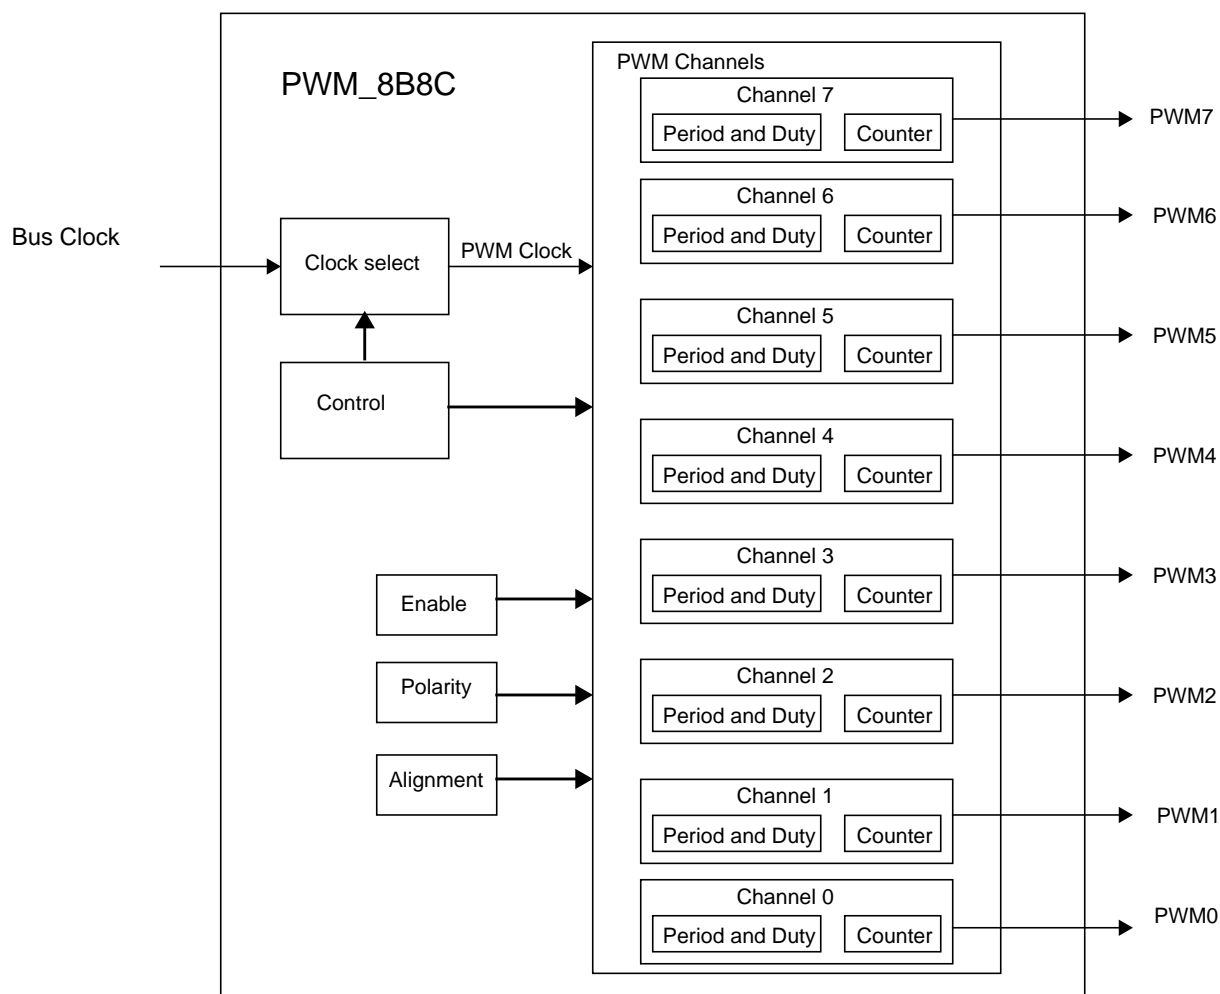 PWM_8B8C
Bus Clock
Clock select
PWM Clock
Control
Enable
Polarity
Alignment
PWM Channels
Channel 7
Period and Duty
Counter
PWM7
Channel 6
Period and Duty
Counter
PWM6
Channel 5
Period and Duty
Counter
PWM5
Channel 4
Period and Duty
Counter
PWM4
Channel 3
Period and Duty
Counter
PWM3
Channel 2
Period and Duty
Counter
PWM2
Channel 1
Period and Duty
Counter
PWM1
Channel 0
Period and Duty
Counter
PWM0